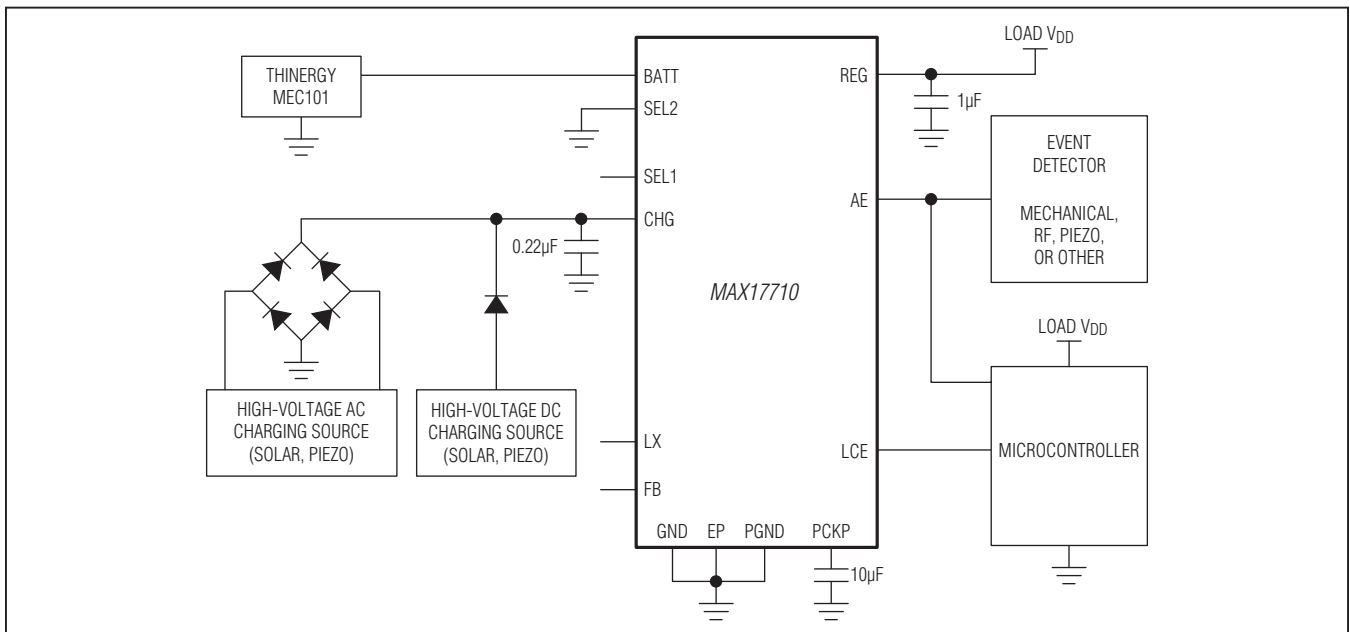 LOAD VDD
THINERGY
MEC101
BATT
REG
1µF
SEL2
EVENT
DETECTOR
MECHANICAL,
RF, PIEZO,
OR OTHER
SEL1
AE
CHG
0.22µF
MAX17710
LOAD VDD
HIGH-VOLTAGE AC
CHARGING SOURCE
(SOLAR, PIEZO)
HIGH-VOLTAGE DC
CHARGING SOURCE
(SOLAR, PIEZO)
LX
LCE
MICROCONTROLLER
FB
GND EP PGND PCKP
10µF